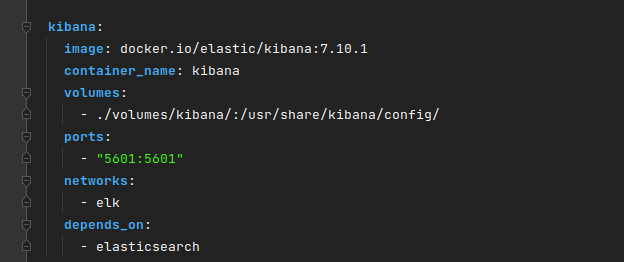 kibana:
  image: docker.io/elastic/kibana:7.10.1
  container_name: kibana
  volumes:
    - ./volumes/kibana/:/usr/share/kibana/config/
  ports:
    - "5601:5601"
  networks:
    - elk
  depends_on:
    - elasticsearch